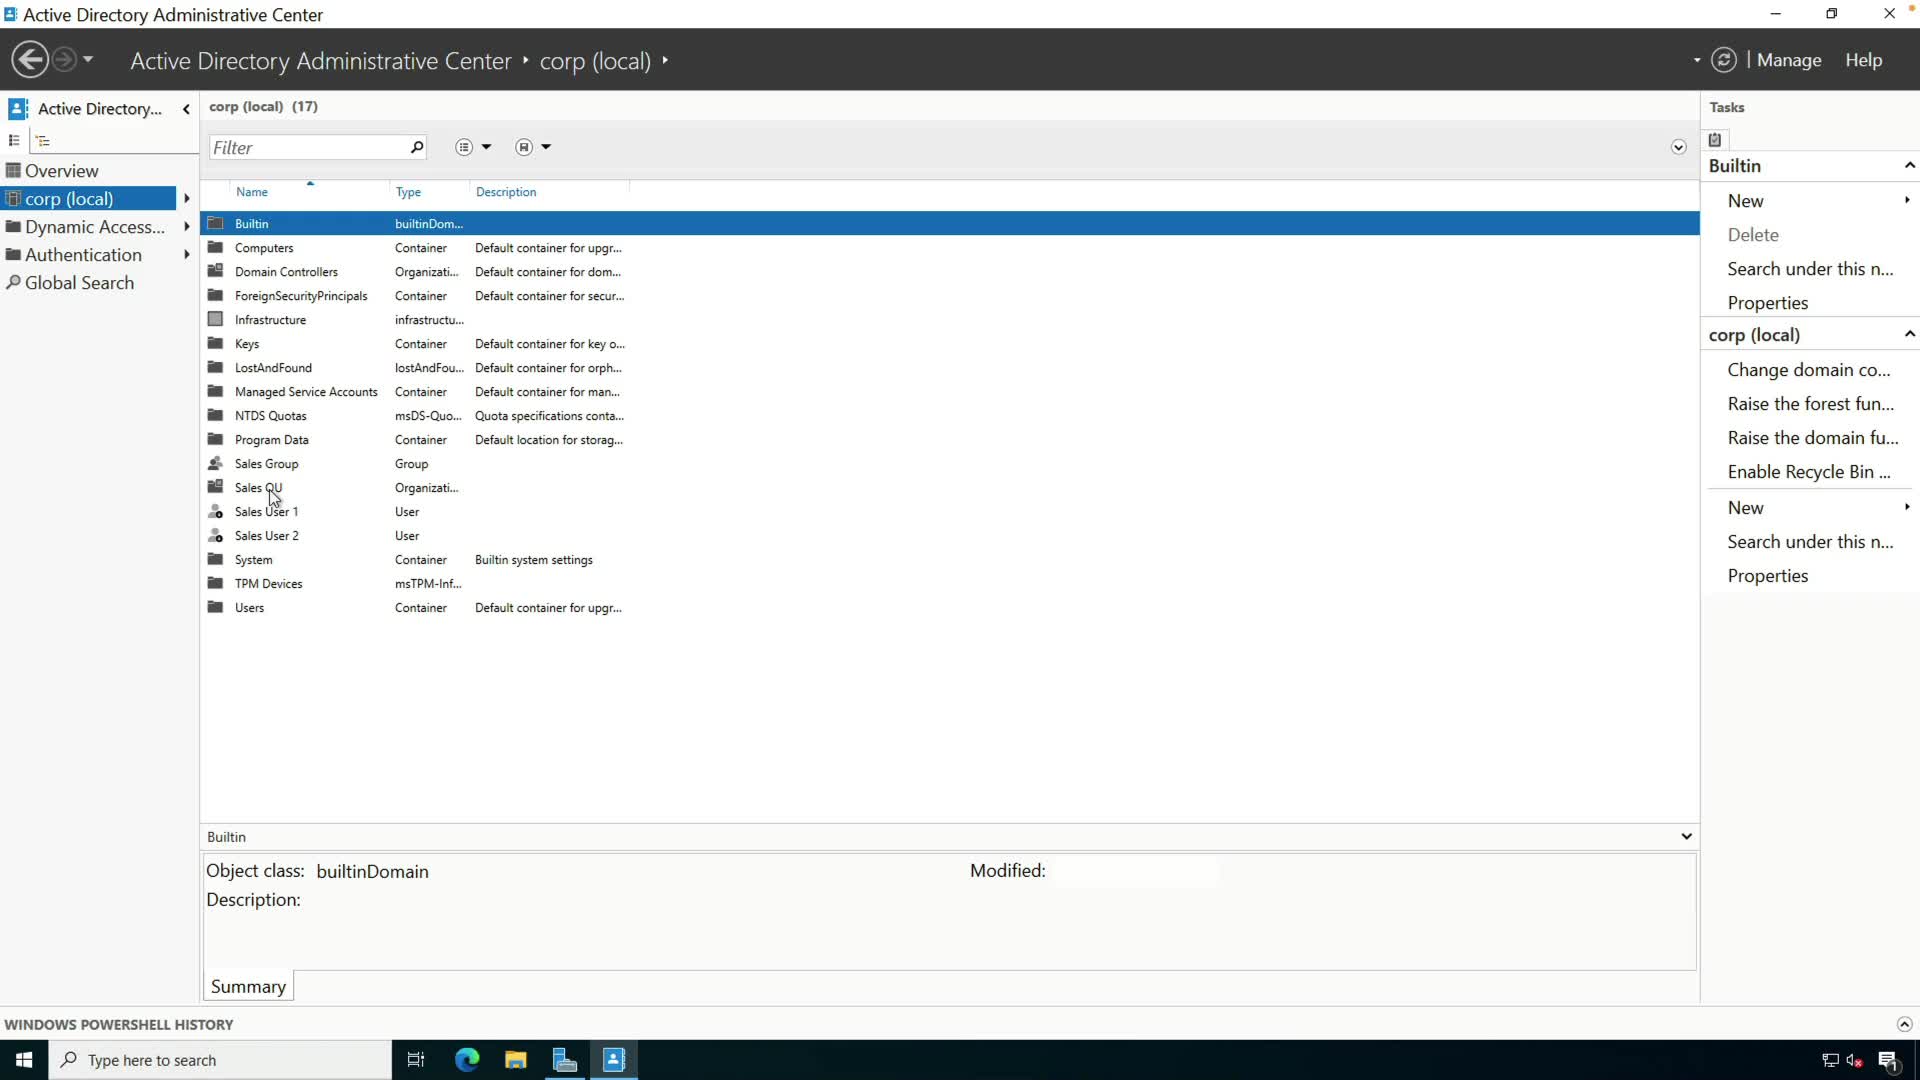 Active Directory Administrative Center
Active Directory Administrative Center corp (local)
Manage Help
Active Directory...
Overview
corp (local)
Dynamic Access...
Authentication
Global Search
corp (local) (17)
Filter
Name Type Description
Builtin builtinDom...
Computers Container Default container for upgr...
Domain Controllers Organizati... Default container for dom...
ForeignSecurityPrincipals Container Default container for secur...
Infrastructure infrastructu...
Keys Container Default container for key o...
LostAndFound lostAndFou... Default container for orph...
Managed Service Accounts Container Default container for man...
NTDS Quotas msDS-Quo... Quota specifications conta...
Program Data Container Default location for storag...
Sales Group Group
Sales OU Organizati...
Sales User 1 User
Sales User 2 User
System Container Builtin system settings
TPM Devices msTPM-Inf...
Users Container Default container for upgr...
Builtin
Object class: builtinDomain Modified:
Description:
Summary
Tasks
Builtin
New
Delete
Search under this n...
Properties
corp (local)
Change domain co...
Raise the forest fun...
Raise the domain fu...
Enable Recycle Bin ...
New
Search under this n...
Properties
WINDOWS POWERSHELL HISTORY
Type here to search
1